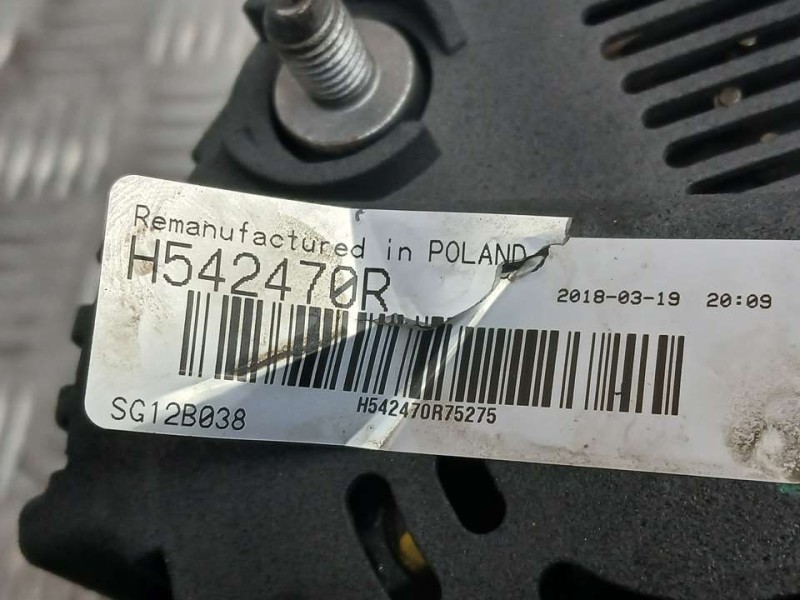 Remanufactured in POLAND
H542470R
2018-03-19 20:09
H542470R75275
SG12B038